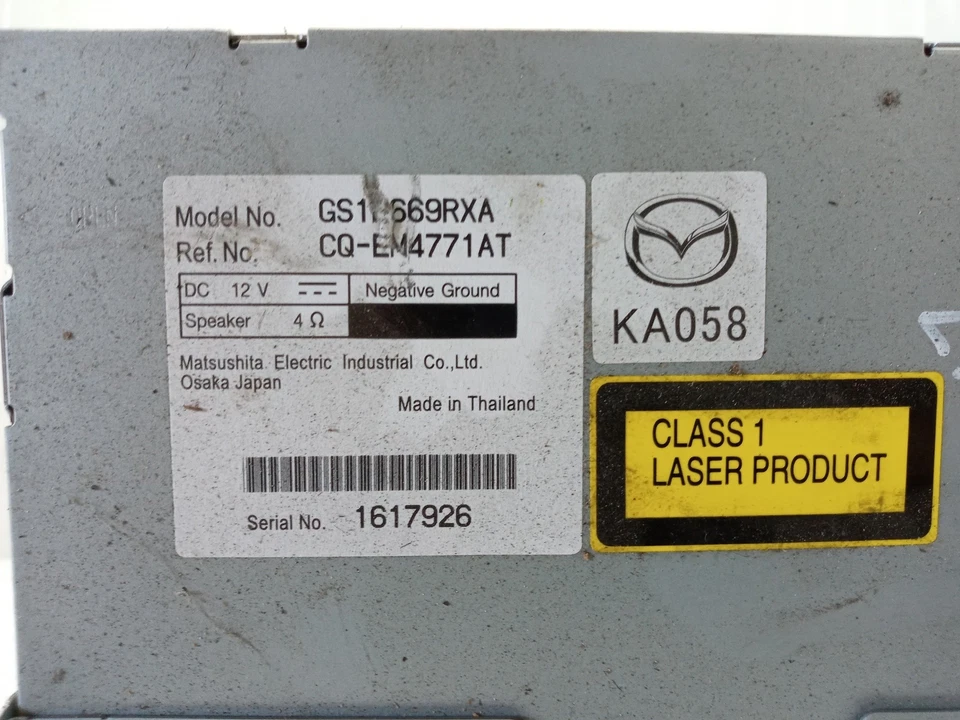 Model No.
Ref. No. CQ-EM4771AT
DC 12 V Negative Ground
Speaker 4 Ω
Matsushita Electric Industrial Co.,Ltd.
Osaka Japan
Made in Thailand
Serial No. 1617926
KA058
CLASS 1
LASER PRODUCT